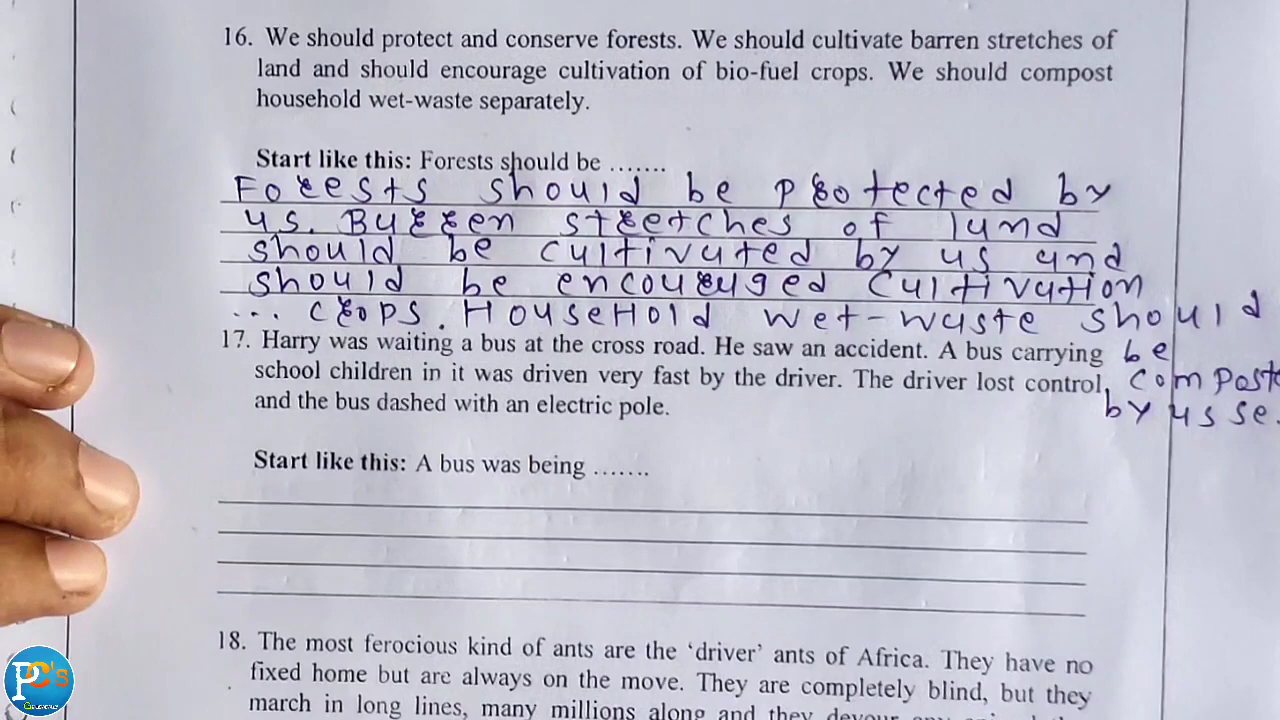 16. We should protect and conserve forests. We should cultivate barren stretches of
land and should encourage cultivation of bio-fuel crops. We should compost
household wet-waste separately.
Start like this: Forests should be .......
Forests should be protected by
us. Barren stretches of land
should be cultivated by us and
should be encouraged cultivation
... crops. HouseHold wet-waste should
be
compost
by us se.
17. Harry was waiting a bus at the cross road. He saw an accident. A bus carrying
school children in it was driven very fast by the driver. The driver lost control,
and the bus dashed with an electric pole.
Start like this: A bus was being .......
18. The most ferocious kind of ants are the ‘driver’ ants of Africa. They have no
fixed home but are always on the move. They are completely blind, but they
march in long lines, many millions along and they devour any
PC's